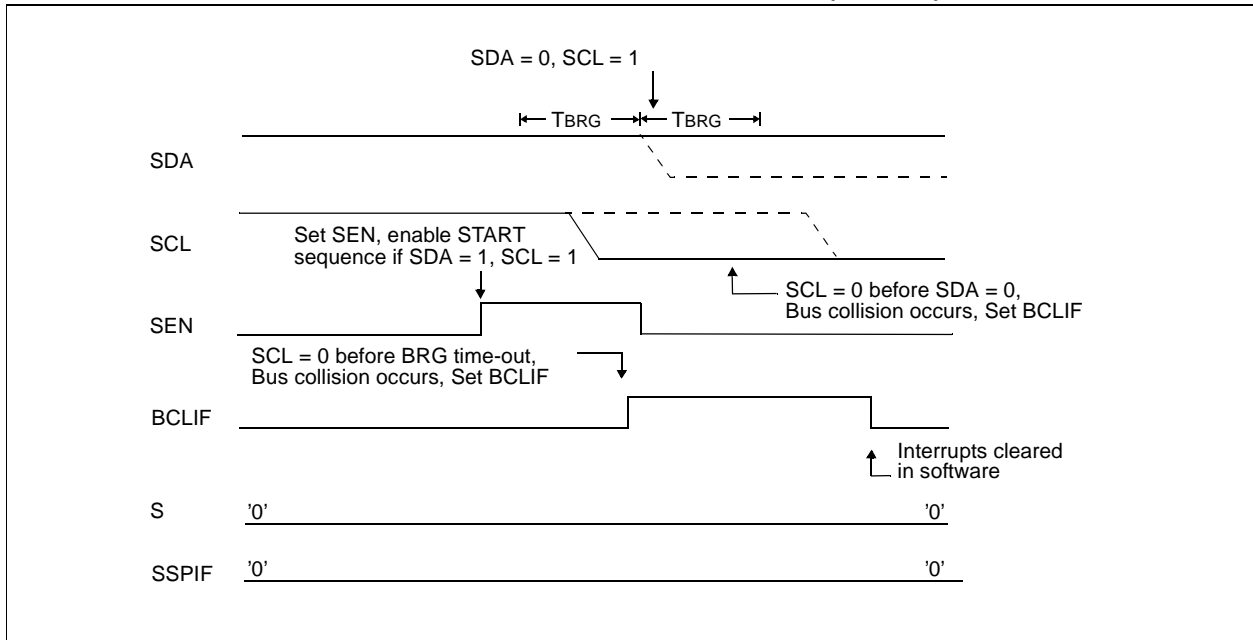 SDA = 0, SCL = 1
TBRG TBRG
SDA
SCL
Set SEN, enable START
sequence if SDA = 1, SCL = 1
SCL = 0 before SDA = 0,
Bus collision occurs, Set BCLIF
SEN
SCL = 0 before BRG time-out,
Bus collision occurs, Set BCLIF
BCLIF
Interrupts cleared
in software
S '0' '0'
SSPIF '0' '0'